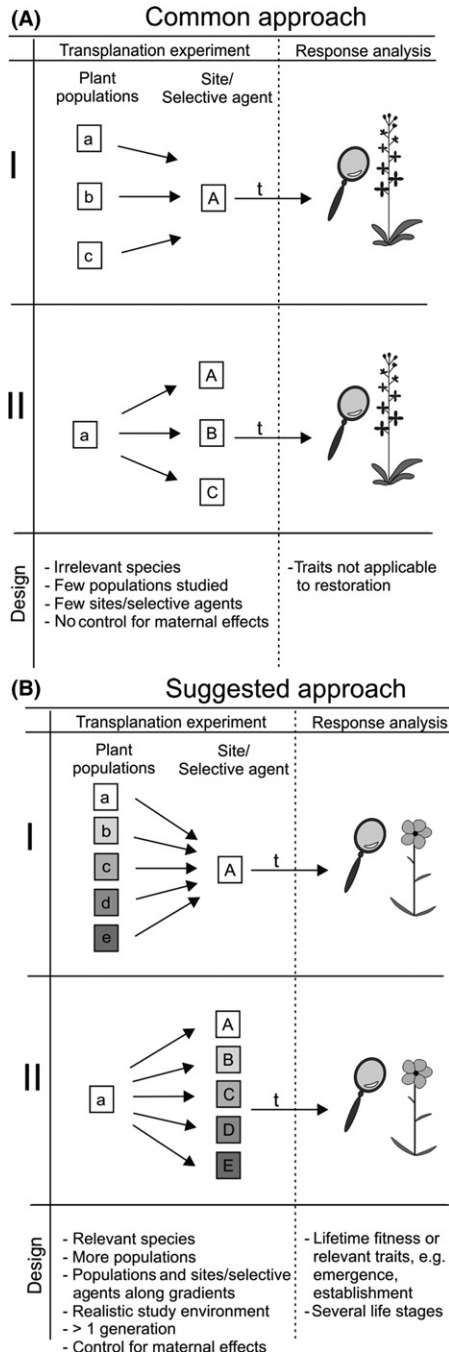 (A) Common approach
Transplanation experiment
Response analysis
Plant
populations
Site/
Selective agent
I
a
b
c
A
t
II
a
A
B
C
t
Design
- Irrelevant species
- Few populations studied
- Few sites/selective agents
- No control for maternal effects
-Traits not applicable
to restoration
(B) Suggested approach
Transplanation experiment
Response analysis
Plant
populations
Site/
Selective agent
I
a
b
c
d
e
A
t
II
a
A
B
C
D
E
t
Design
- Relevant species
- More populations
- Populations and sites/selective
agents along gradients
- Realistic study environment
- > 1 generation
- Control for maternal effects
- Lifetime fitness or
relevant traits, e.g.
emergence,
establishment
- Several life stages